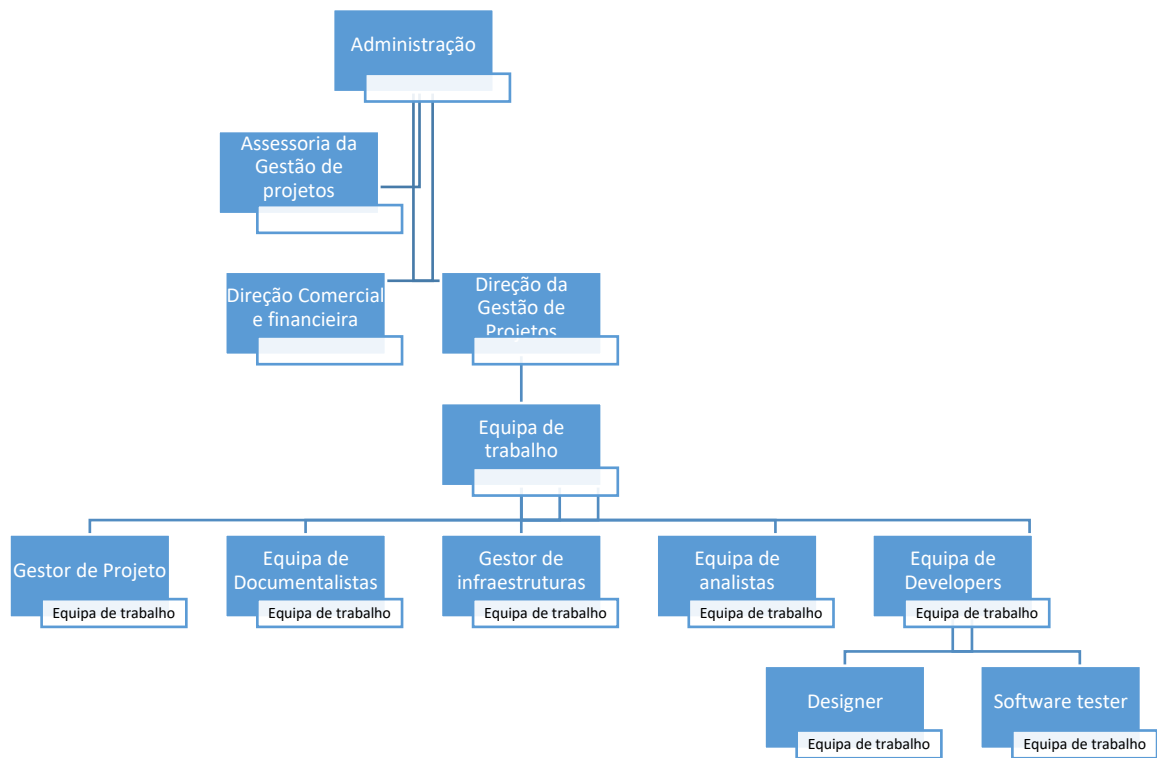 Administração
Assessoria da
Gestão de
projetos
Direção Comercial
e financieira
Direção da
Gestão de
Projetos
Equipa de
trabalho
Gestor de Projeto
Equipa de trabalho
Equipa de
Documentalistas
Equipa de trabalho
Gestor de
infraestruturas
Equipa de trabalho
Equipa de
analistas
Equipa de trabalho
Equipa de
Developers
Equipa de trabalho
Designer
Equipa de trabalho
Software tester
Equipa de trabalho